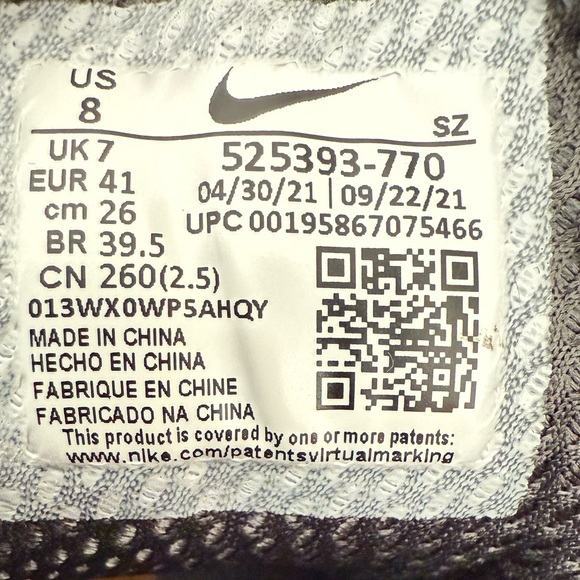 US
8
SZ
UK 7
525393-770
EUR 41
04/30/21 | 09/22/21
cm 26
UPC 00195867075466
BR 39.5
CN 260(2.5)
013WX0WP5AHQY
MADE IN CHINA
HECHO EN CHINA
FABRIQUE EN CHINE
FABRICADO NA CHINA
This product is covered by one or more patents:
www.nike.com/patentsvirtualmarking